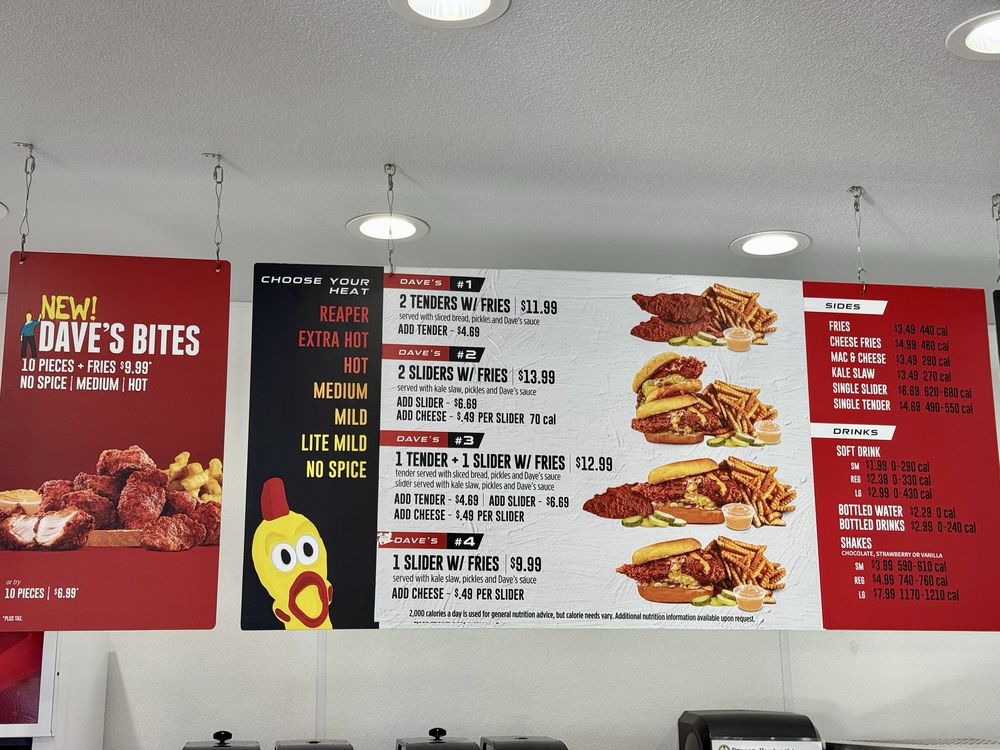 NEW!
DAVE'S BITES
10 PIECES + FRIES $9.99*
NO SPICE | MEDIUM | HOT
or try
10 PIECES | $6.99*
*PLUS TAX.
CHOOSE YOUR
HEAT
REAPER
EXTRA HOT
HOT
MEDIUM
MILD
LITE MILD
NO SPICE
DAVE'S #1
2 TENDERS W/ FRIES | $11.99
served with sliced bread, pickles and Dave's sauce
ADD TENDER - $4.69
DAVE'S #2
2 SLIDERS W/ FRIES | $13.99
served with kale slaw, pickles and Dave's sauce
ADD SLIDER - $6.69
ADD CHEESE - $.49 PER SLIDER 70 cal
DAVE'S #3
1 TENDER + 1 SLIDER W/ FRIES | $12.99
tender served with sliced bread, pickles and Dave's sauce
slider served with kale slaw, pickles and Dave's sauce
ADD TENDER - $4.69 | ADD SLIDER - $6.69
ADD CHEESE - $.49 PER SLIDER
DAVE'S #4
1 SLIDER W/ FRIES | $9.99
served with kale slaw, pickles and Dave's sauce
ADD CHEESE - $.49 PER SLIDER
2,000 calories a day is used for general nutrition advice, but calorie needs vary. Additional nutrition information available upon request.
SIDES
FRIES $3.49 440 cal
CHEESE FRIES $4.99 460 cal
MAC & CHEESE $3.49 290 cal
KALE SLAW $3.49 270 cal
SINGLE SLIDER $6.69 620-680 cal
SINGLE TENDER $4.69 490-550 cal
DRINKS
SOFT DRINK
SM $1.99 0-260 cal
REG $2.39 0-330 cal
LG $2.99 0-430 cal
BOTTLED WATER $2.29 0 cal
BOTTLED DRINKS $2.99 0-240 cal
SHAKES
CHOCOLATE, STRAWBERRY OR VANILLA
SM $3.99 590-610 cal
REG $4.99 740-760 cal
LG $7.99 1170-1210 cal